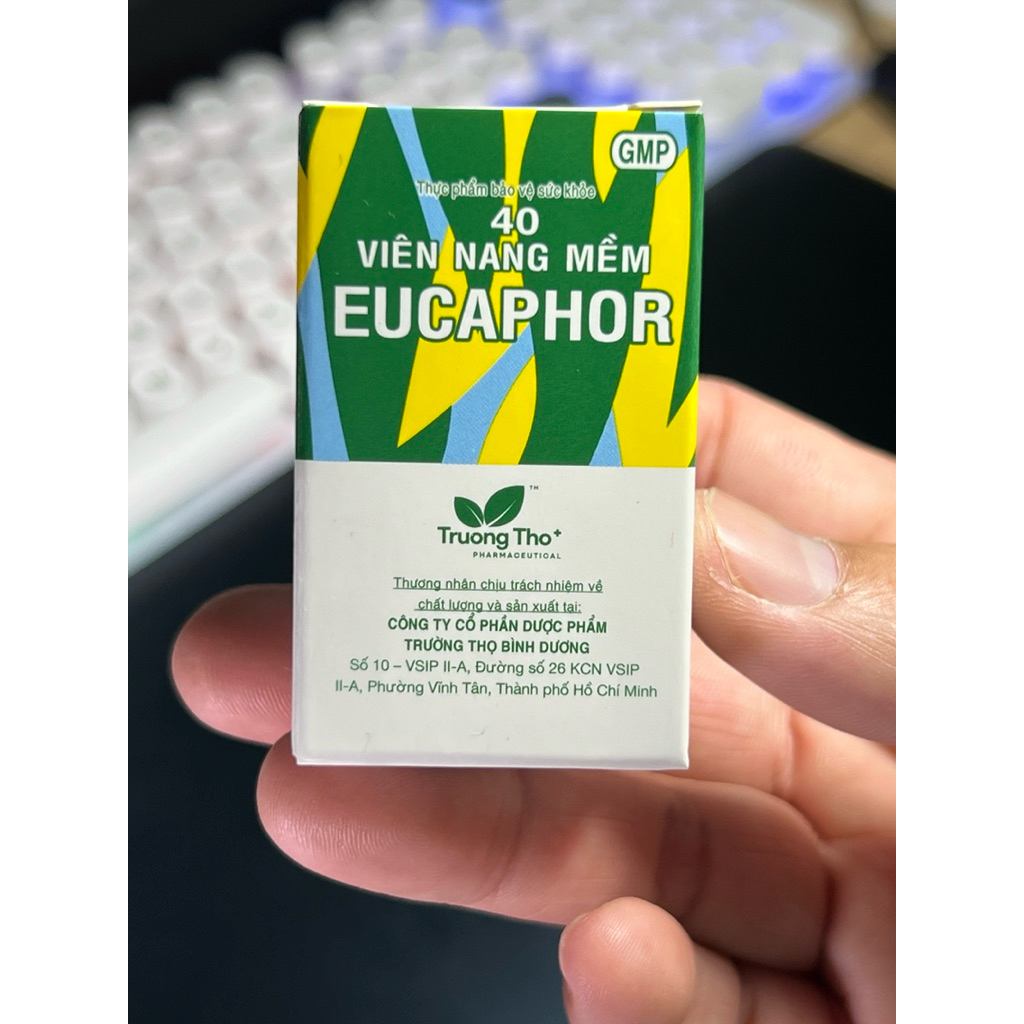 GMP
Thực phẩm bảo vệ sức khỏe
40
VIÊN NANG MỀM
EUCAPHOR
TM
Truong Tho+
PHARMACEUTICAL
Thương nhân chịu trách nhiệm về
chất lượng và sản xuất tại:
CÔNG TY CỔ PHẦN DƯỢC PHẨM
TRƯỜNG THỌ BÌNH DƯƠNG
Số 10 – VSIP II-A, Đường số 26 KCN VSIP
II-A, Phường Vĩnh Tân, Thành phố Hồ Chí Minh